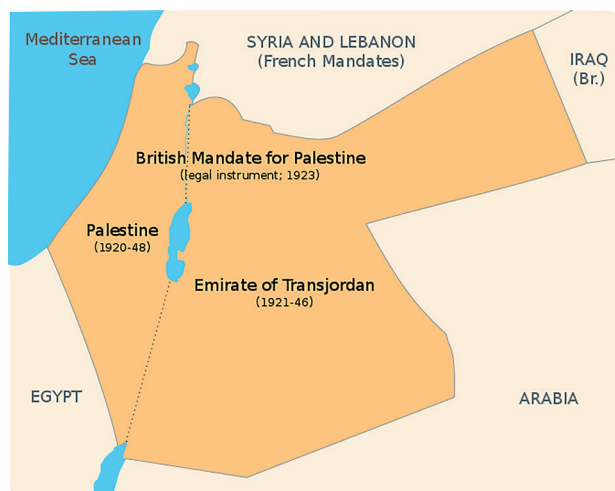 Mediterranean
Sea
SYRIA AND LEBANON
(French Mandates)
IRAQ
(Br.)
British Mandate for Palestine
(legal instrument; 1923)
Palestine
(1920-48)
Emirate of Transjordan
(1921-46)
EGYPT
ARABIA